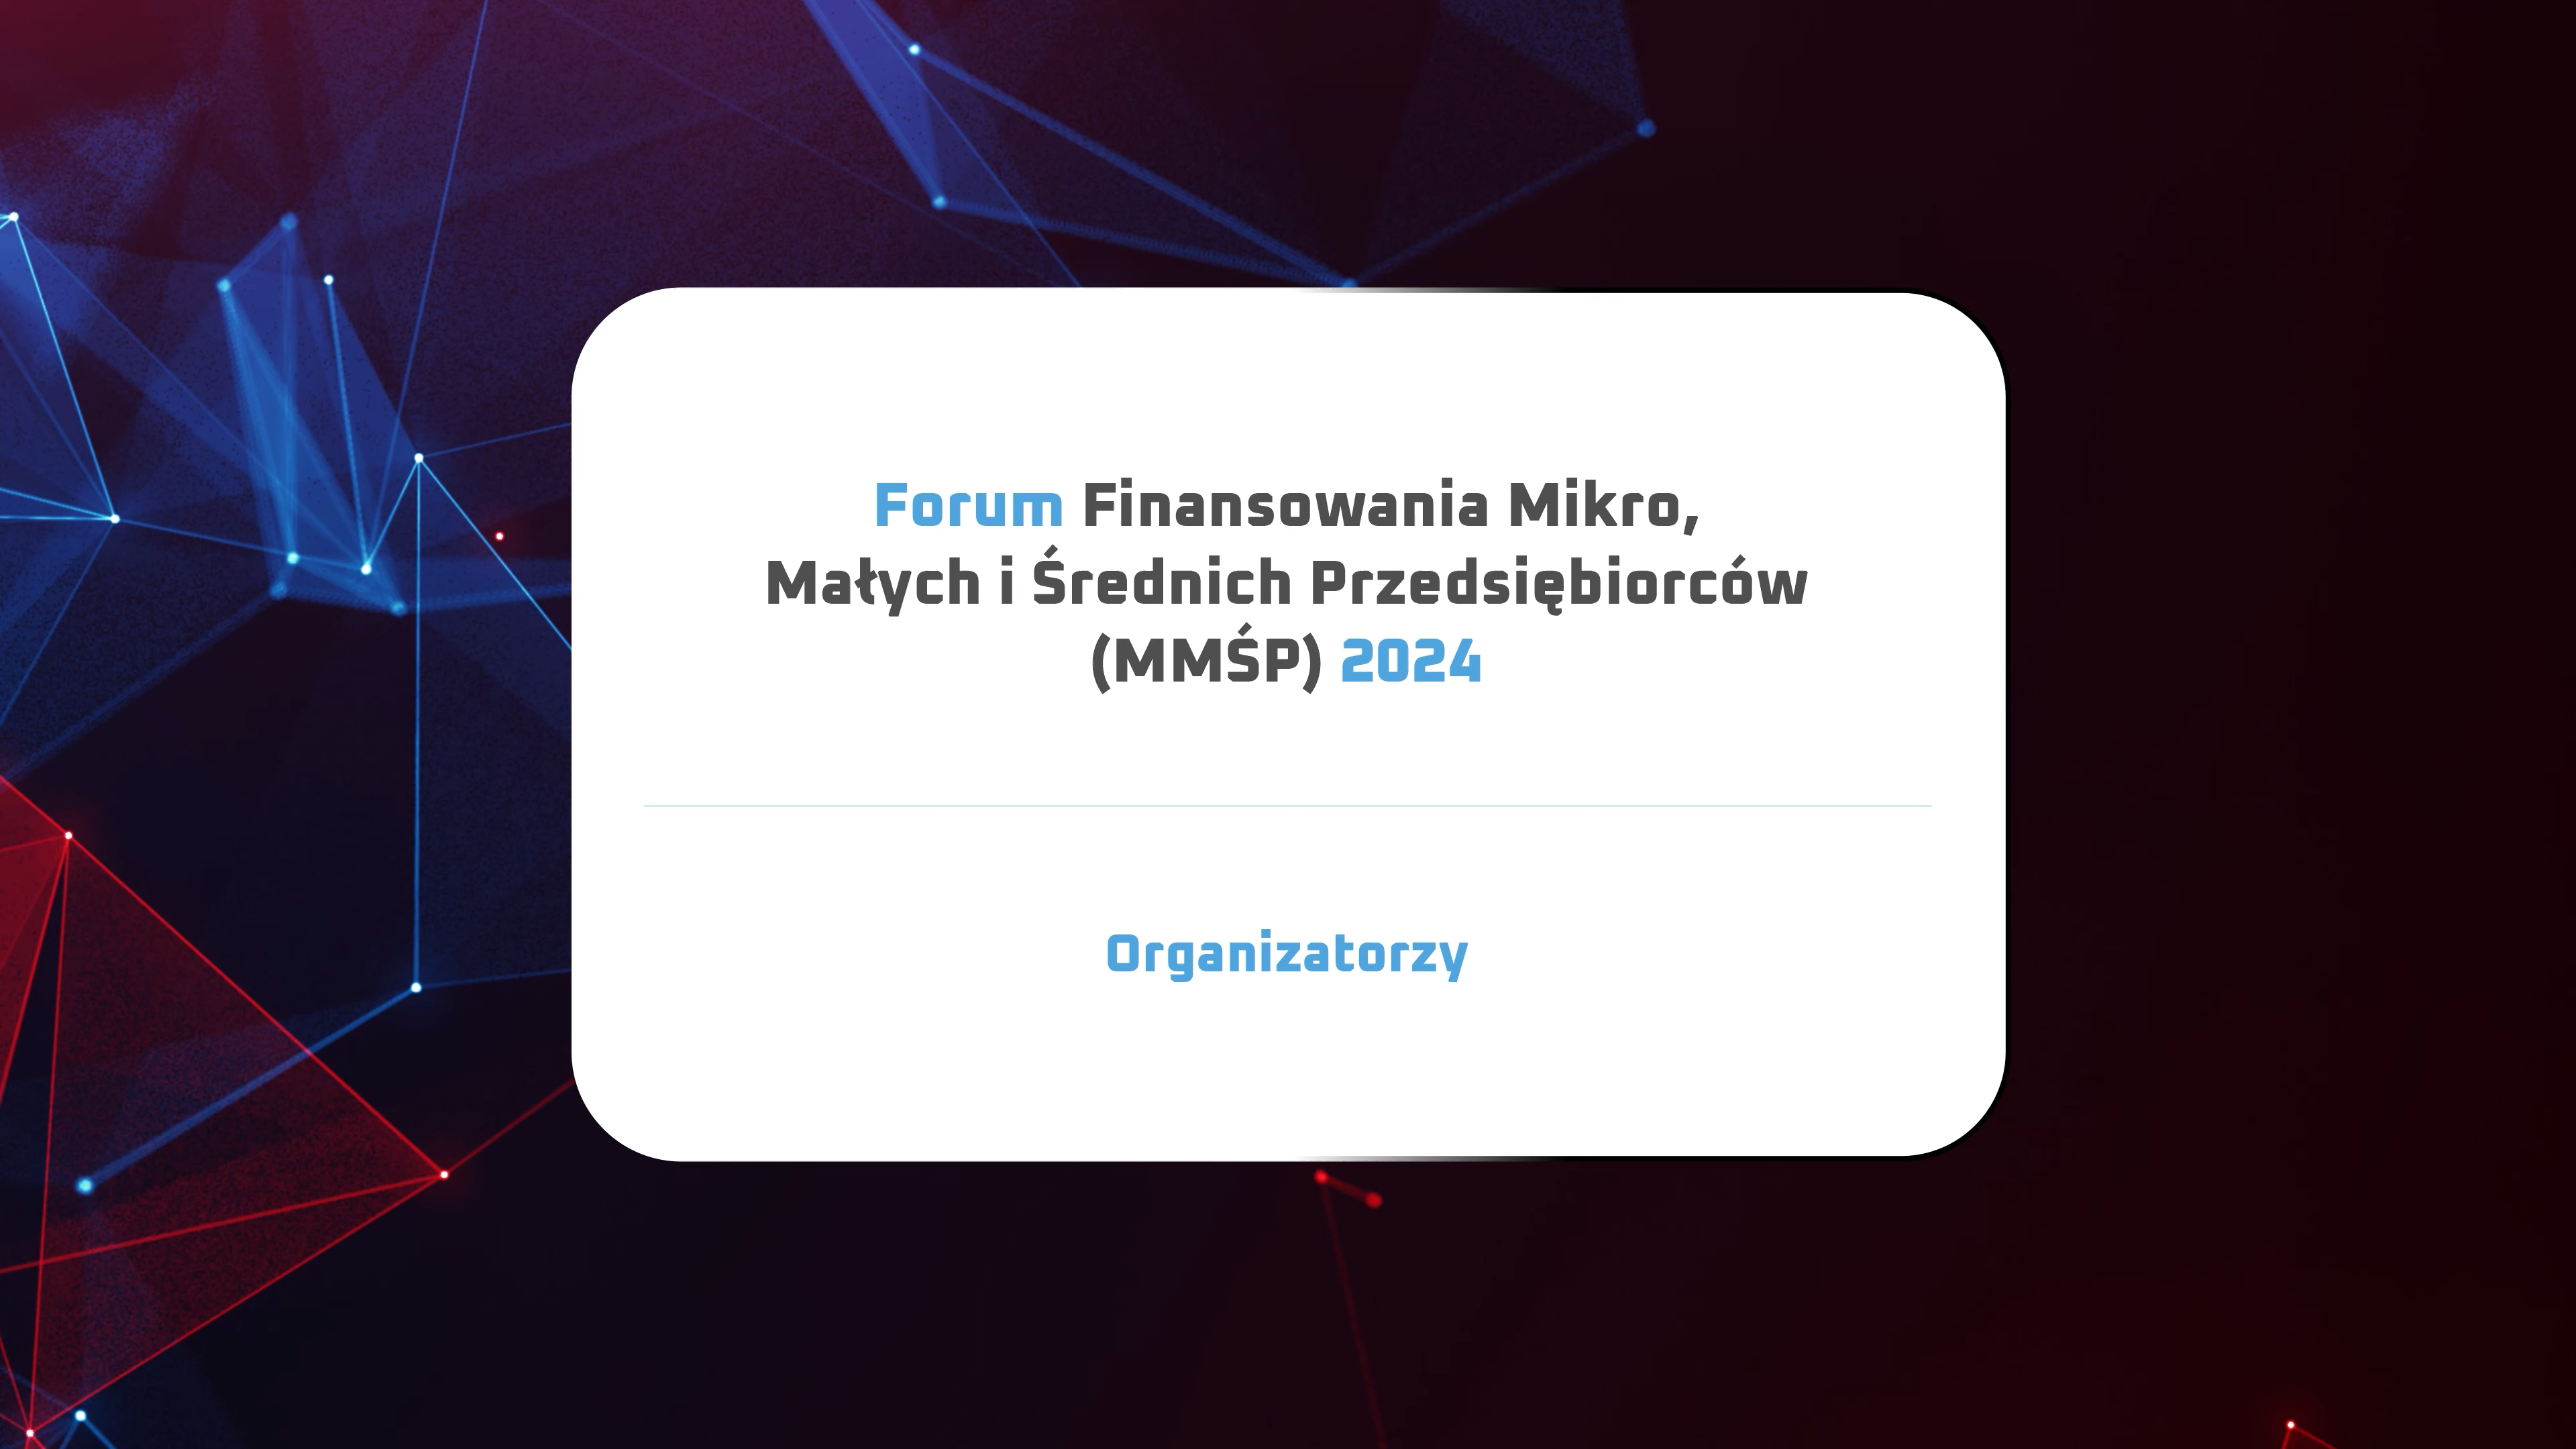 Forum Finansowania Mikro,
Małych i Średnich Przedsiębiorców
(MMŚP) 2024
Organizatorzy